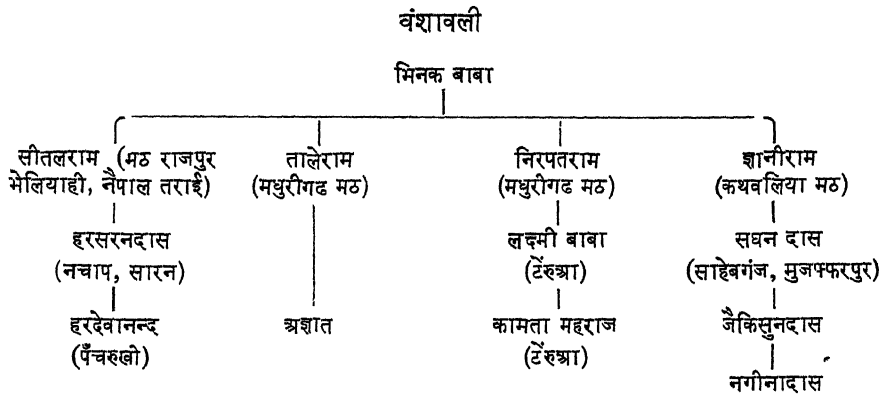 वंशावली
भिनक बाबा
सीतलराम (मठ राजपुर भेलियाही, नैपाल तराई)
हरसरनदास
(नचाप, सारन)
हरदेवानन्द
(पँचरुखी)
तालेराम
(मधुरीगढ मठ)
अज्ञात
निरपतराम
(मधुरीगढ मठ)
लक्ष्मी बाबा
(टेंरुआ)
कामता महराज
(टेंरुआ)
ज्ञानीराम
(कथवलिया मठ)
सघन दास
(साहेबगंज, मुजफ्फरपुर)
जैकिसुनदास
नगीनादास